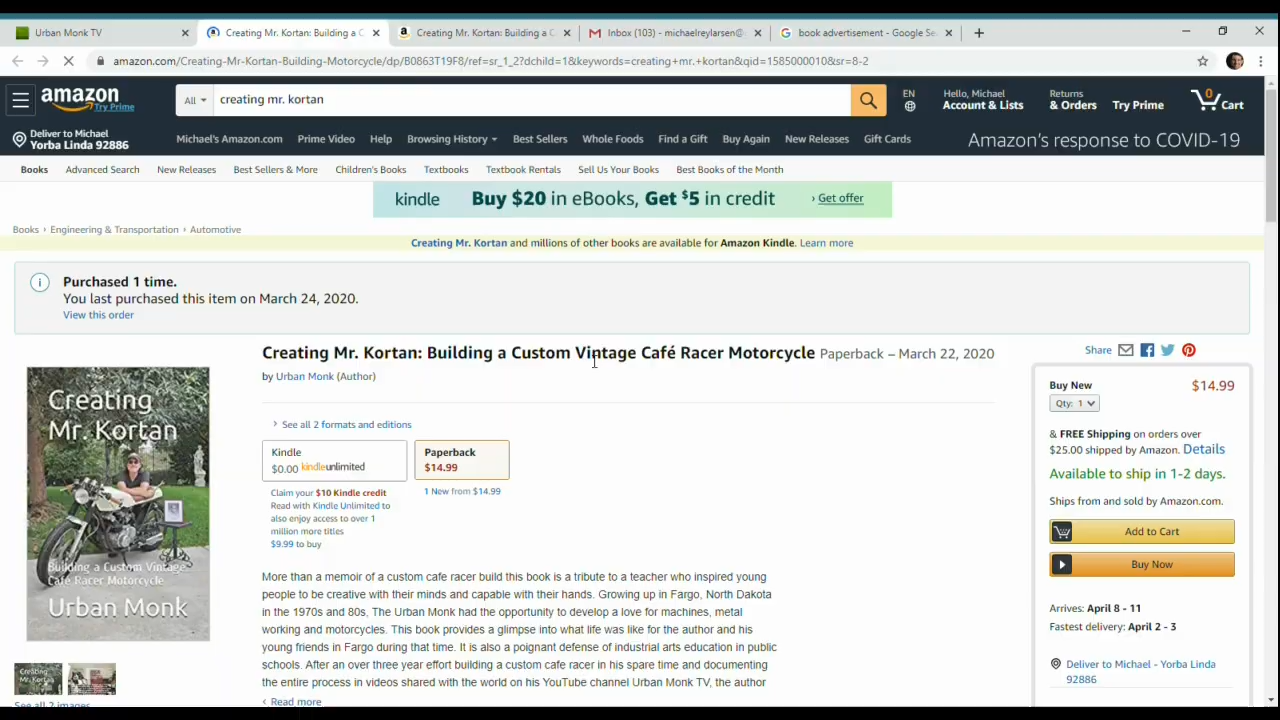 Urban Monk TV
Creating Mr. Kortan: Building a C
Creating Mr. Kortan: Building a C
Inbox (103) - michaelreylarsen@
book advertisement - Google Se
amazon.com/Creating-Mr-Kortan-Building-Motorcycle/dp/B0863T19F8/ref=sr_1_2?dchild=1&keywords=creating+mr.+kortan&qid=1585000010&sr=8-2
amazon
Try Prime
All
creating mr. kortan
EN
Hello, Michael
Account & Lists
Returns
& Orders
Try Prime
0
Cart
Deliver to Michael
Yorba Linda 92886
Michael's Amazon.com
Prime Video
Help
Browsing History
Best Sellers
Whole Foods
Find a Gift
Buy Again
New Releases
Gift Cards
Amazon's response to COVID-19
Books
Advanced Search
New Releases
Best Sellers & More
Children's Books
Textbooks
Textbook Rentals
Sell Us Your Books
Best Books of the Month
kindle Buy $20 in eBooks, Get $5 in credit › Get offer
Books › Engineering & Transportation › Automotive
Creating Mr. Kortan and millions of other books are available for Amazon Kindle. Learn more
Purchased 1 time.
You last purchased this item on March 24, 2020.
View this order
Creating Mr. Kortan: Building a Custom Vintage Café Racer Motorcycle Paperback – March 22, 2020
by Urban Monk (Author)
› See all 2 formats and editions
Kindle
$0.00 kindleunlimited
Paperback
$14.99
Claim your $10 Kindle credit
Read with Kindle Unlimited to
also enjoy access to over 1
million more titles
$9.99 to buy
1 New from $14.99
More than a memoir of a custom cafe racer build this book is a tribute to a teacher who inspired young
people to be creative with their minds and capable with their hands. Growing up in Fargo, North Dakota
in the 1970s and 80s, The Urban Monk had the opportunity to develop a love for machines, metal
working and motorcycles. This book provides a glimpse into what life was like for the author and his
young friends in Fargo during that time. It is also a poignant defense of industrial arts education in public
schools. After an over three year effort building a custom cafe racer in his spare time and documenting
the entire process in videos shared with the world on his YouTube channel Urban Monk TV, the author
‹ Read more
Creating
Mr. Kortan
Building a Custom Vintage
Café Racer Motorcycle
Urban Monk
Creating
Mr. Kortan
See all 2 images
Share
Buy New
$14.99
Qty: 1
& FREE Shipping on orders over
$25.00 shipped by Amazon. Details
Available to ship in 1-2 days.
Ships from and sold by Amazon.com.
Add to Cart
Buy Now
Arrives: April 8 - 11
Fastest delivery: April 2 - 3
Deliver to Michael - Yorba Linda
92886